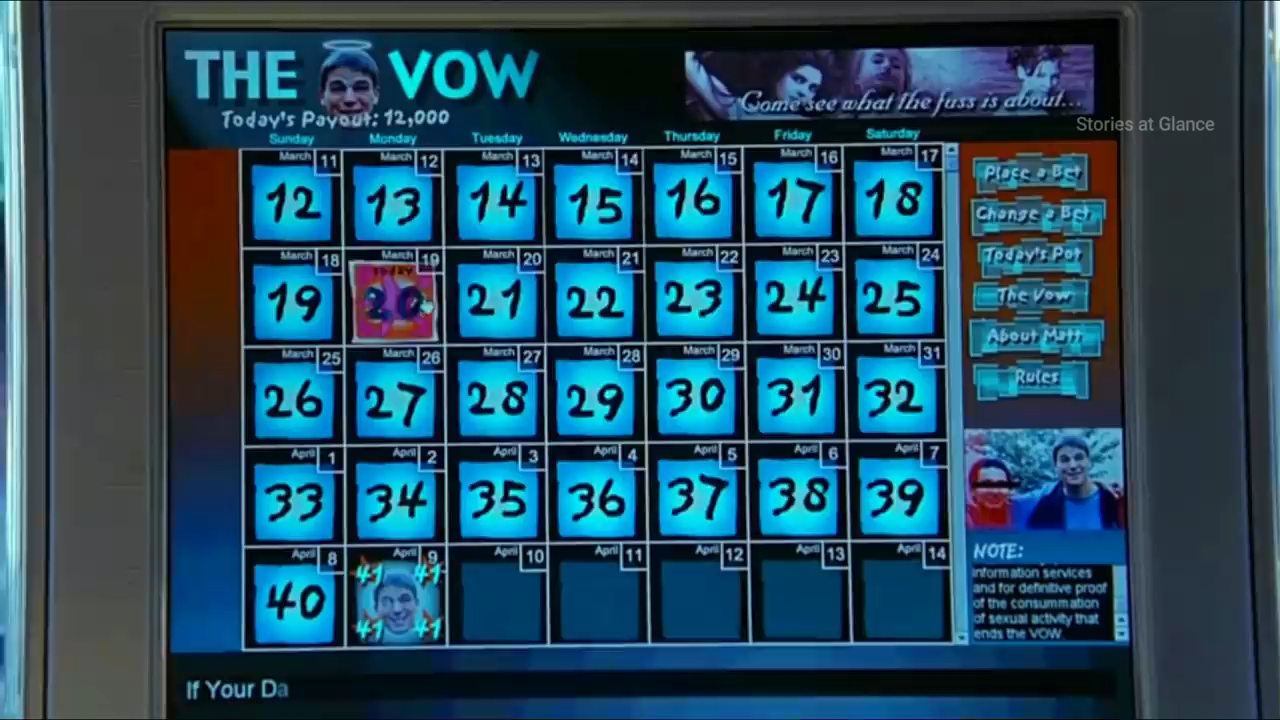 THE VOW
Come see what the fuss is about...
Today's Payout: 12,000
Stories at Glance
Sunday Monday Tuesday Wednesday Thursday Friday Saturday
March 11 March 12 March 13 March 14 March 15 March 16 March 17
12 13 14 15 16 17 18
March 18 March 19 March 20 March 21 March 22 March 23 March 24
Today
19 20 21 22 23 24 25
March 25 March 26 March 27 March 28 March 29 March 30 March 31
26 27 28 29 30 31 32
April 1 April 2 April 3 April 4 April 5 April 6 April 7
33 34 35 36 37 38 39
April 8 April 9 April 10 April 11 April 12 April 13 April 14
40 41 41
41 41
Place a Bet
Change a Bet
Today's Pot
The Vow
About Matt
Rules
NOTE:
information services
and for definitive proof
of the consummation
of sexual activity that
ends the VOW.
If Your Da